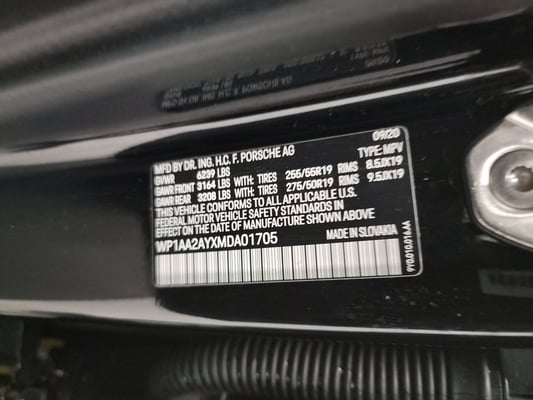 MFD BY DR. ING. H.C. F. PORSCHE AG 09/20
GVWR 6239 LBS TYPE: MPV
GAWR FRONT 3164 LBS WITH: TIRES 255/55R19 RIMS 8.5JX19
GAWR REAR 3208 LBS WITH: TIRES 275/50R19 RIMS 9.5JX19
THIS VEHICLE CONFORMS TO ALL APPLICABLE U.S.
FEDERAL MOTOR VEHICLE SAFETY STANDARDS IN
EFFECT ON THE DATE OF MANUFACTURE SHOWN ABOVE.
WP1AA2AYXMDA01705 MADE IN SLOVAKIA
9Y0.010.016.AA